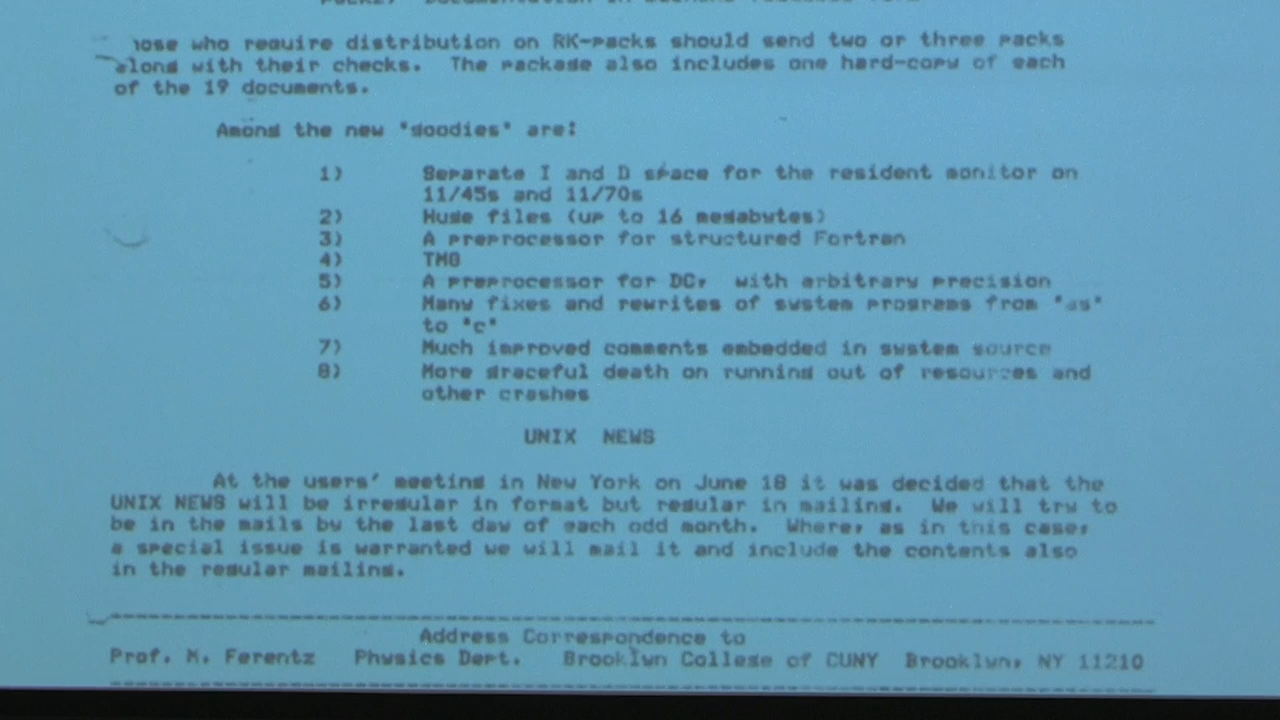 ose who require distribution on RK-packs should send two or three packs
along with their checks.  The package also includes one hard-copy of each
of the 19 documents.
Among the new "goodies" are:
1) Separate I and D space for the resident monitor on
11/45s and 11/70s
2) Huge files (up to 16 megabytes)
3) A preprocessor for structured Fortran
4) TMG
5) A preprocessor for DC,  with arbitrary precision
6) Many fixes and rewrites of system programs from "as"
to "c"
7) Much improved comments embedded in system source
8) More graceful death on running out of resources and
other crashes
UNIX  NEWS
At the users' meeting in New York on June 18 it was decided that the
UNIX NEWS will be irregular in format but regular in mailing.  We will try to
be in the mails by the last day of each odd month.  Where, as in this case,
a special issue is warranted we will mail it and include the contents also
in the regular mailing.
Address Correspondence to
Prof. M. Ferentz   Physics Dept.   Brooklyn College of CUNY  Brooklyn, NY 11210